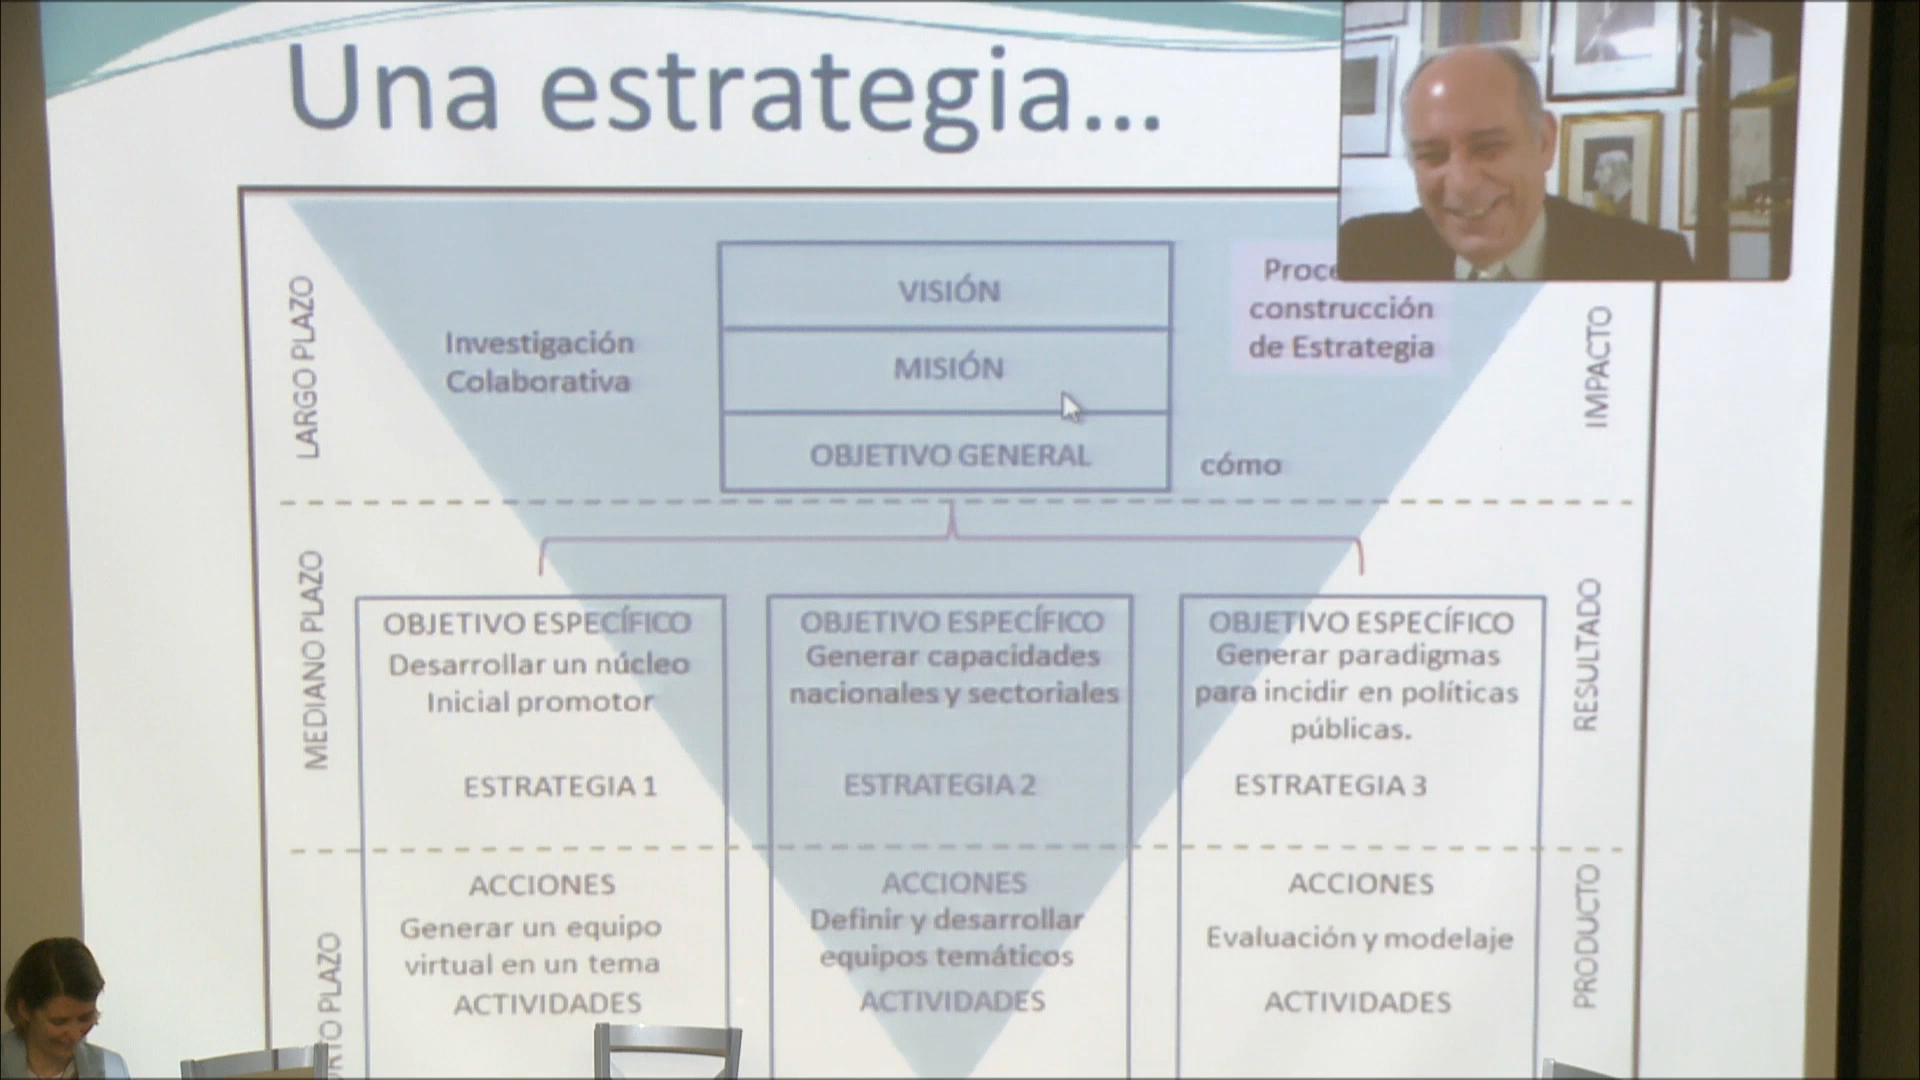 Una estrategia...
LARGO PLAZO
Investigación
Colaborativa
VISIÓN
MISIÓN
OBJETIVO GENERAL
construcción
de Estrategia
cómo
IMPACTO
MEDIANO PLAZO
OBJETIVO ESPECÍFICO
Desarrollar un núcleo
Inicial promotor
ESTRATEGIA 1
OBJETIVO ESPECÍFICO
Generar capacidades
nacionales y sectoriales
ESTRATEGIA 2
OBJETIVO ESPECÍFICO
Generar paradigmas
para incidir en políticas
públicas.
ESTRATEGIA 3
RESULTADO
PLAZO
ACCIONES
Generar un equipo
virtual en un tema
ACTIVIDADES
ACCIONES
Definir y desarrollar
equipos temáticos
ACTIVIDADES
ACCIONES
Evaluación y modelaje
ACTIVIDADES
PRODUCTO